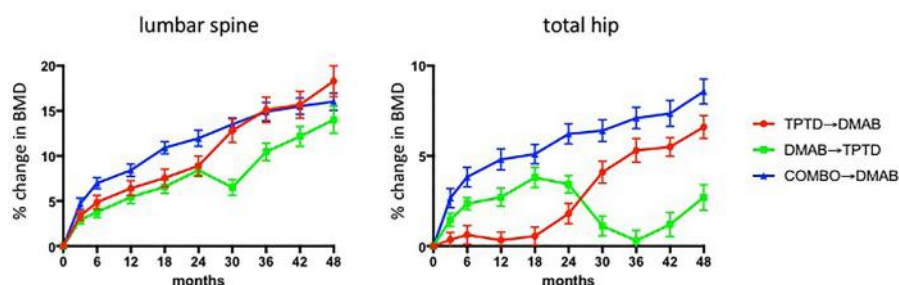 lumbar spine
% change in BMD
20
15
10
5
0
0 6 12 18 24 30 36 42 48
months
total hip
% change in BMD
10
5
0
0 6 12 18 24 30 36 42 48
months
TPTD→DMAB
DMAB→TPTD
COMBO→DMAB